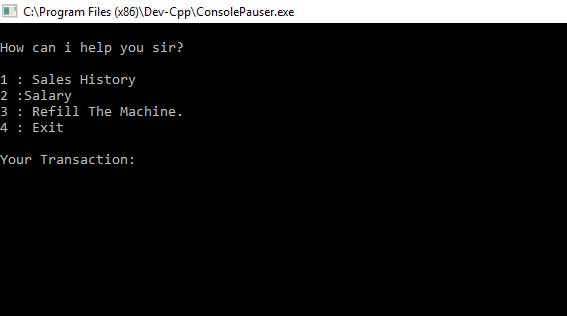 C:\Program Files (x86)\Dev-Cpp\ConsolePauser.exe
How can i help you sir?
1 : Sales History
2 :Salary
3 : Refill The Machine.
4 : Exit
Your Transaction: